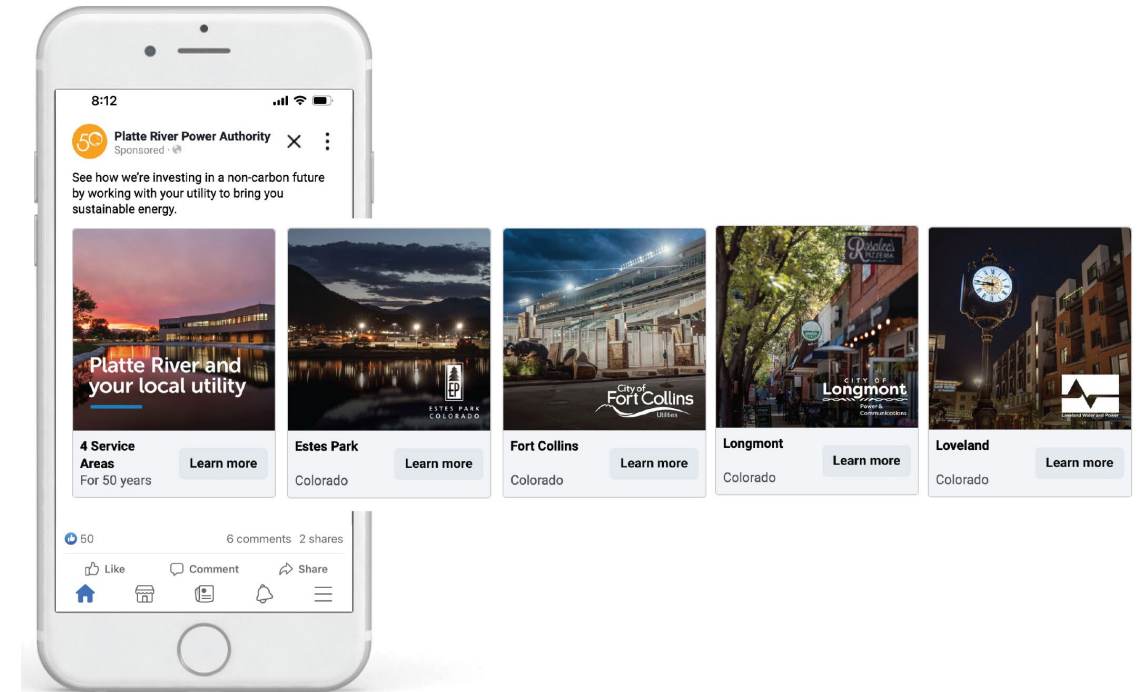 8:12
50
Platte River Power Authority
Sponsored ·
See how we're investing in a non-carbon future
by working with your utility to bring you
sustainable energy.
Platte River and
your local utility
4 Service
Areas
For 50 years
Learn more
EP
ESTES PARK
COLORADO
Estes Park
Colorado
Learn more
City of
Fort Collins
Utilities
Fort Collins
Colorado
Learn more
Rosalee's
PIZZERIA
CITY OF
Longmont
Power &
Communications
Longmont
Colorado
Learn more
Loveland Water and Power
Loveland
Colorado
Learn more
50
6 comments 2 shares
Like
Comment
Share